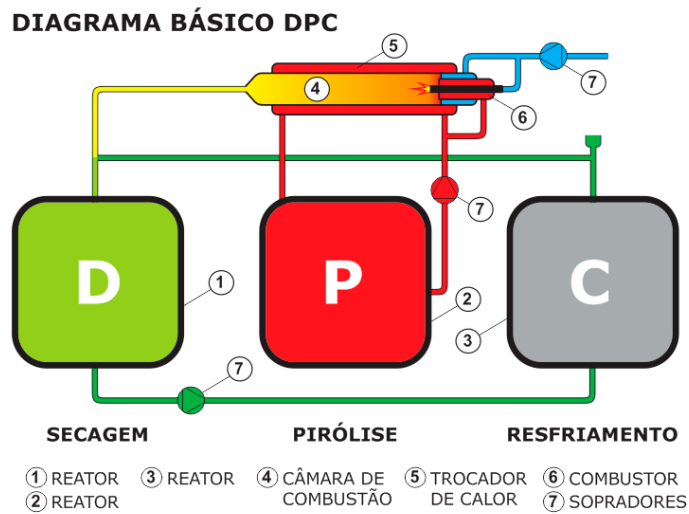 DIAGRAMA BÁSICO DPC
5
4
7
6
7
D
P
C
1
2
3
7
SECAGEM
PIRÓLISE
RESFRIAMENTO
1 REATOR
2 REATOR
3 REATOR
4 CÂMARA DE
COMBUSTÃO
5 TROCADOR
DE CALOR
6 COMBUSTOR
7 SOPRADORES